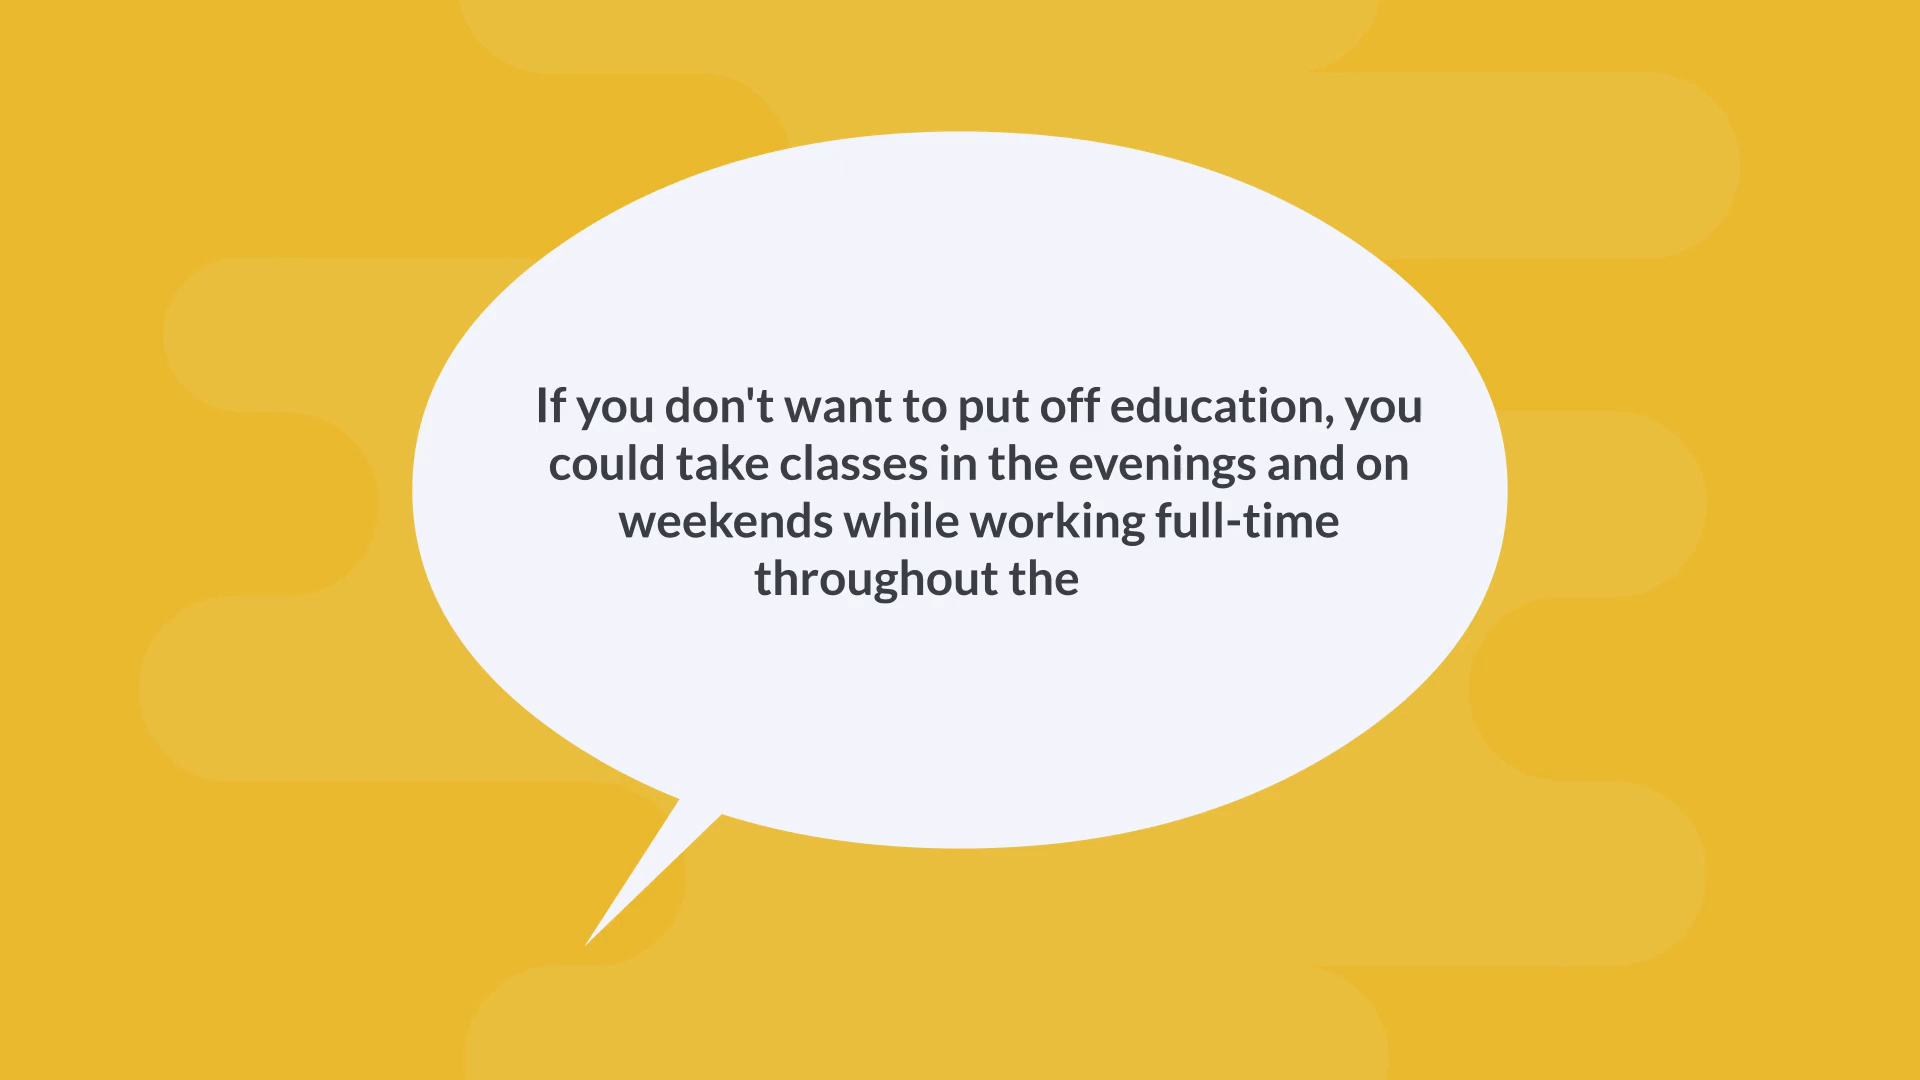 If you don't want to put off education, you
could take classes in the evenings and on
weekends while working full-time
throughout the